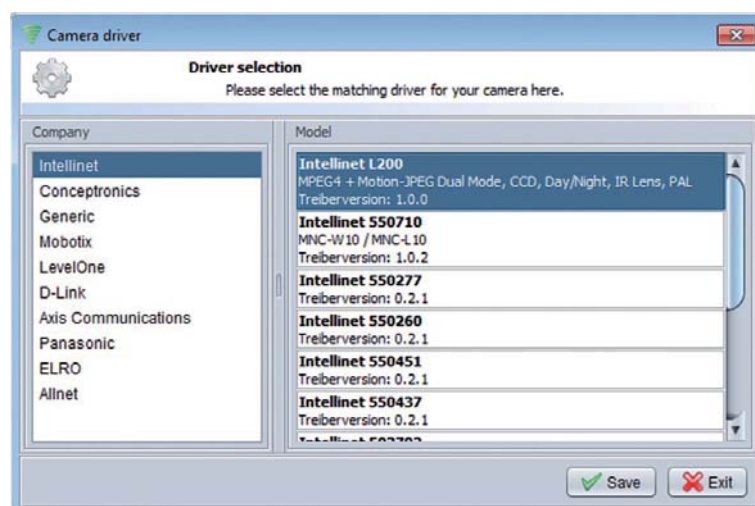 Camera driver
Driver selection
Please select the matching driver for your camera here.
Company
Intellinet
Conceptronics
Generic
Mobotix
LevelOne
D-Link
Axis Communications
Panasonic
ELRO
Allnet
Model
Intellinet L200
MPEG4 + Motion-JPEG Dual Mode, CCD, Day/Night, IR Lens, PAL
Treiberversion: 1.0.0
Intellinet 550710
MNC-W10 / MNC-L10
Treiberversion: 1.0.2
Intellinet 550277
Treiberversion: 0.2.1
Intellinet 550260
Treiberversion: 0.2.1
Intellinet 550451
Treiberversion: 0.2.1
Intellinet 550437
Treiberversion: 0.2.1
Intellinet
Save
Exit